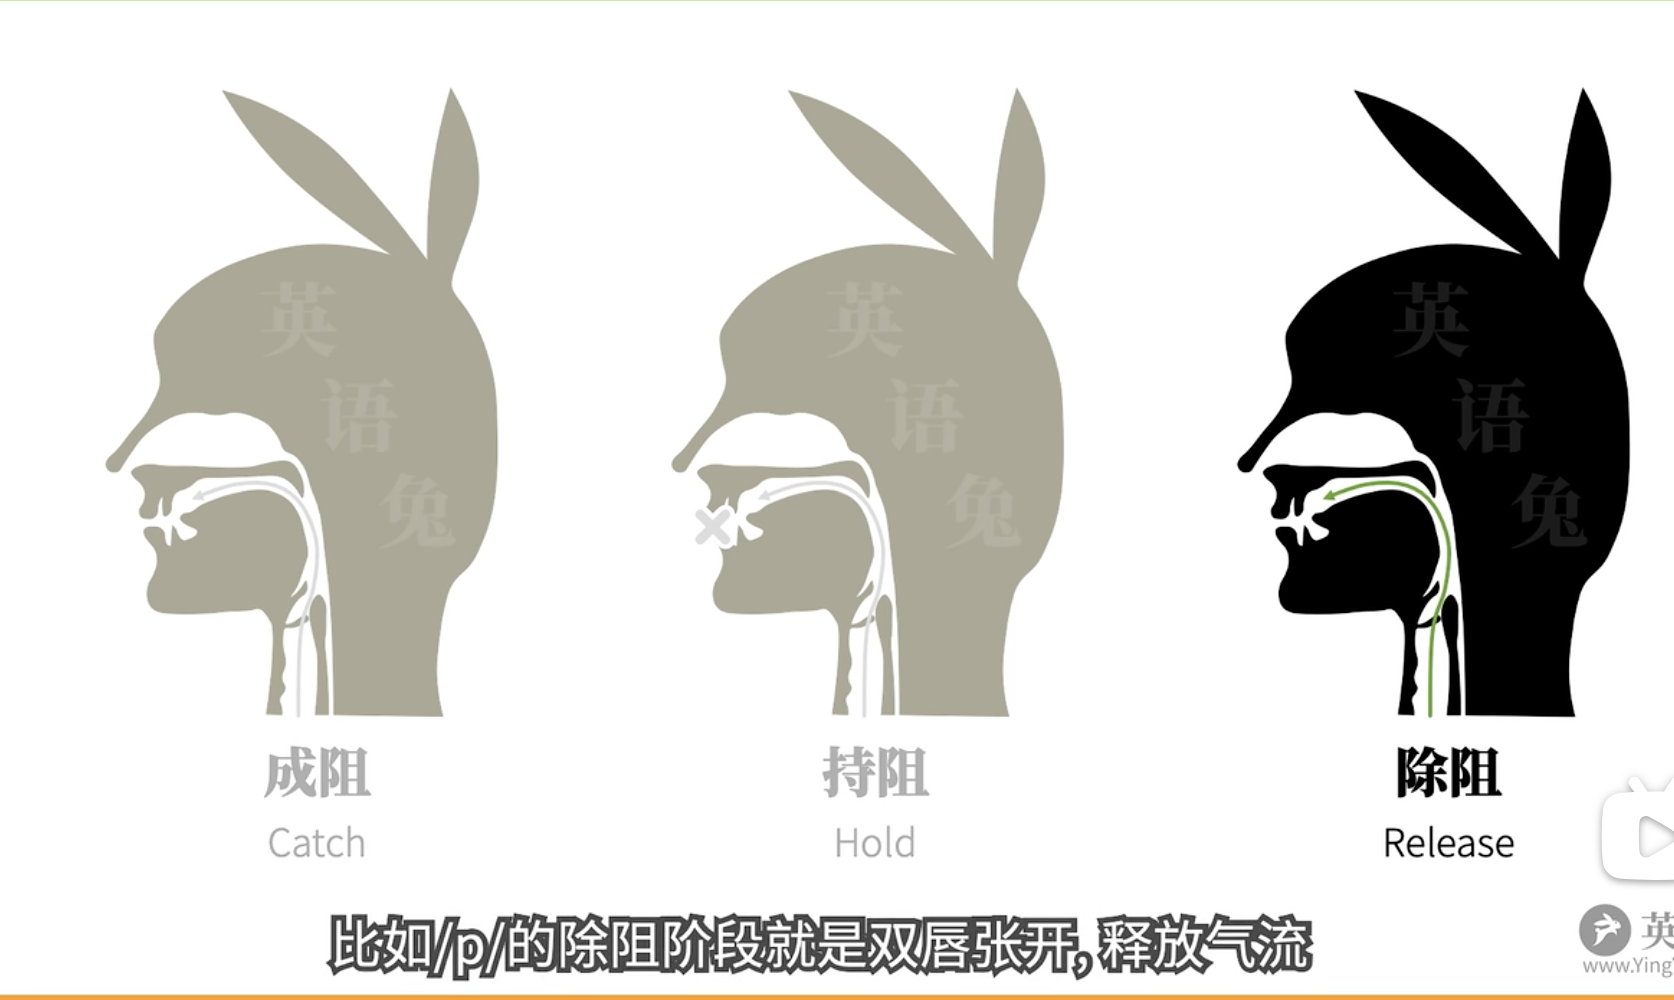 英
语
兔
英
语
兔
英
语
兔
成阻
持阻
除阻
Catch
Hold
Release
比如/p/的除阻阶段就是双唇张开, 释放气流
英
www.Ying